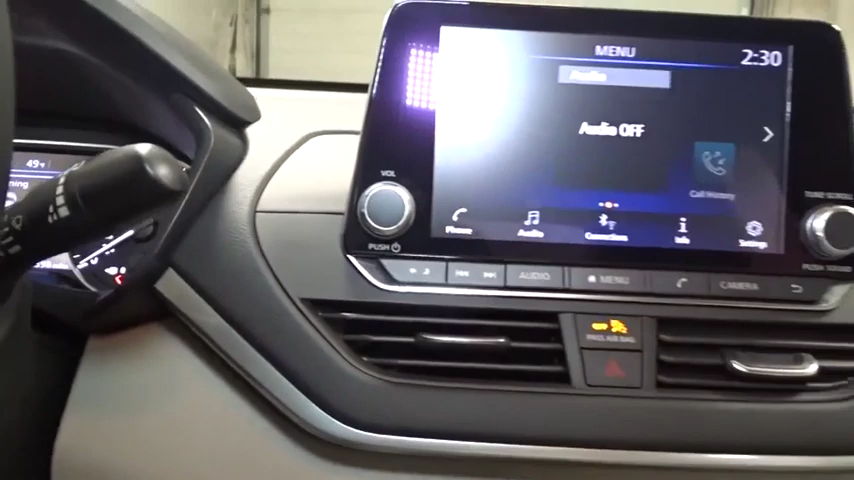 MENU
2:30
Audio
Audio OFF
Call History
49°F
VOL
TUNE·SCROLL
Phone
Audio
Connections
Info
Settings
PUSH
PUSH SOUND
AUDIO
MENU
CAMERA
OFF
PASS AIR BAG